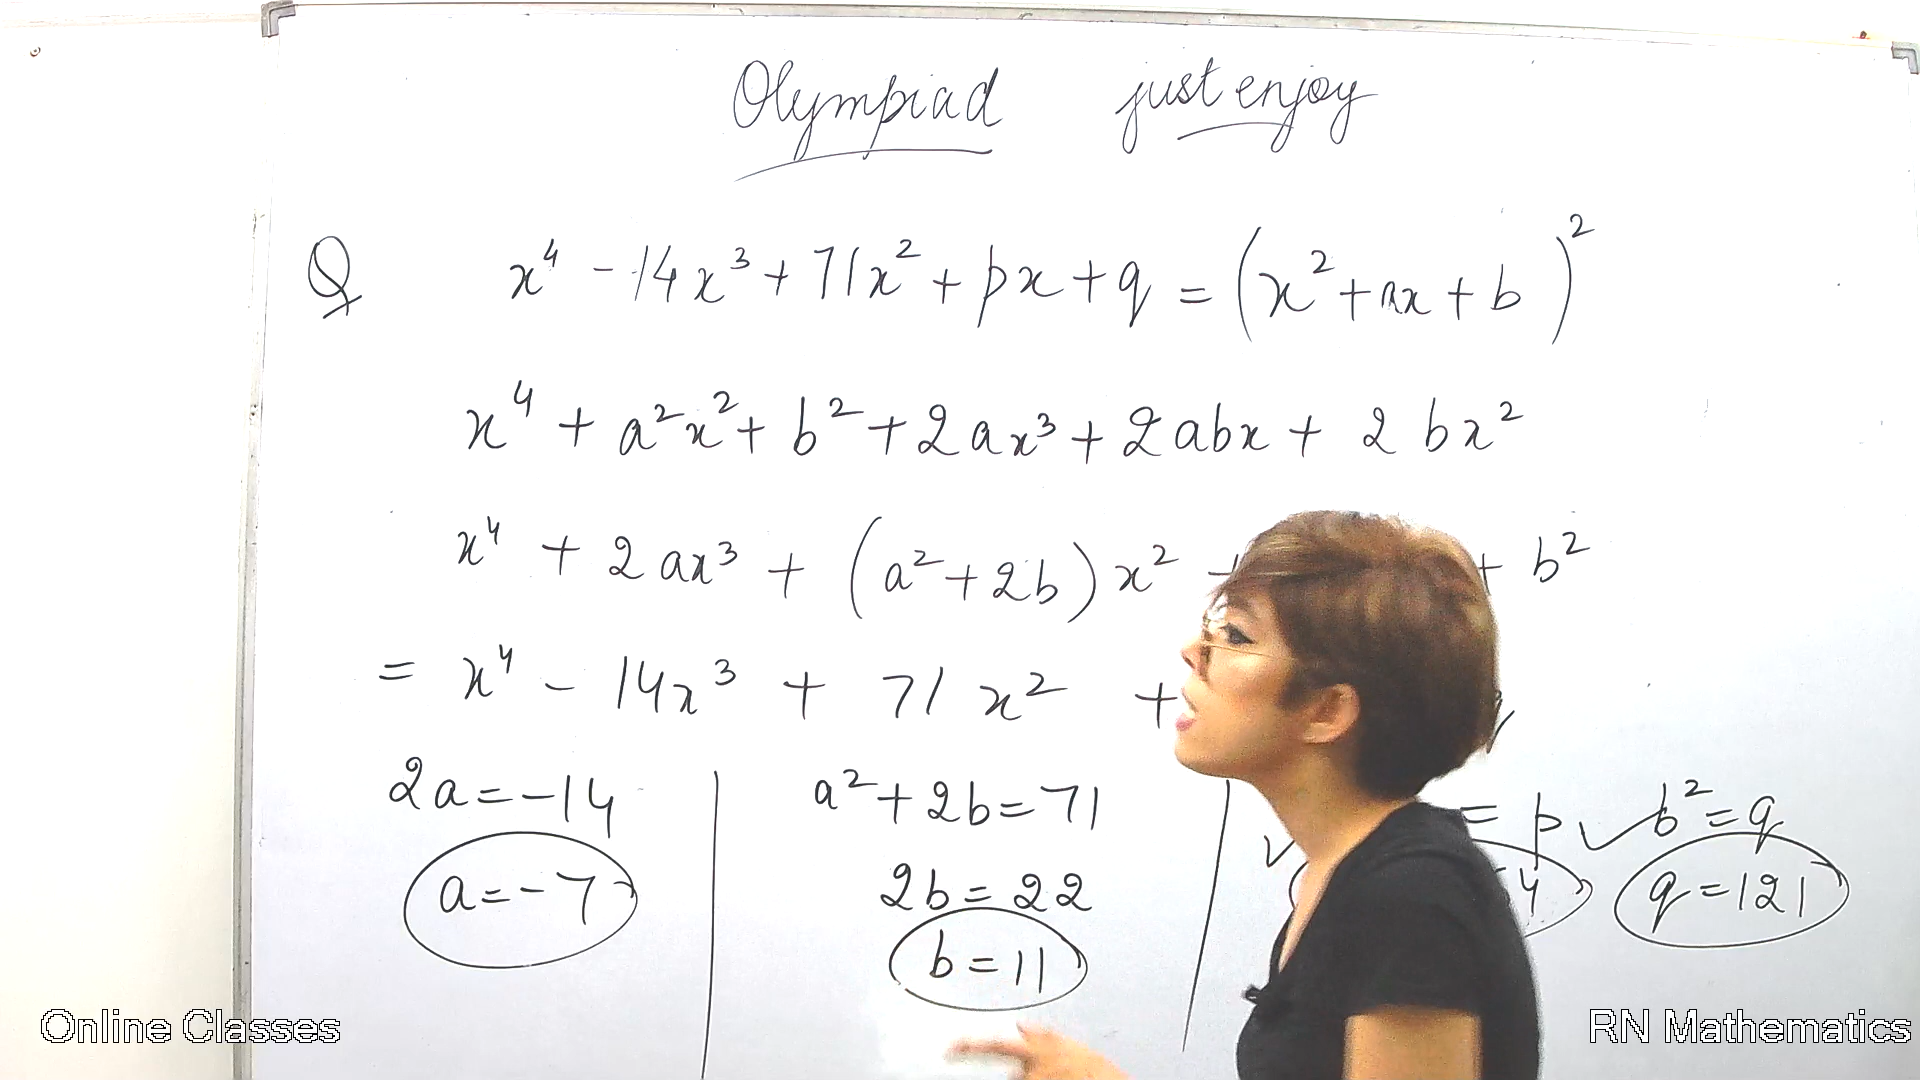 Olympiad just enjoy
Q x⁴ - 14x³ + 71x² + px + q = (x² + ax + b)²
x⁴ + a²x² + b² + 2ax³ + 2abx + 2bx²
x⁴ + 2ax³ + (a² + 2b)x² + b²
= x⁴ - 14x³ + 71x² +
2a = -14 a² + 2b = 71 = p ✓ b² = q
a = -7 2b = 22 ✓ 4 q = 121
b = 11
Online Classes RN Mathematics